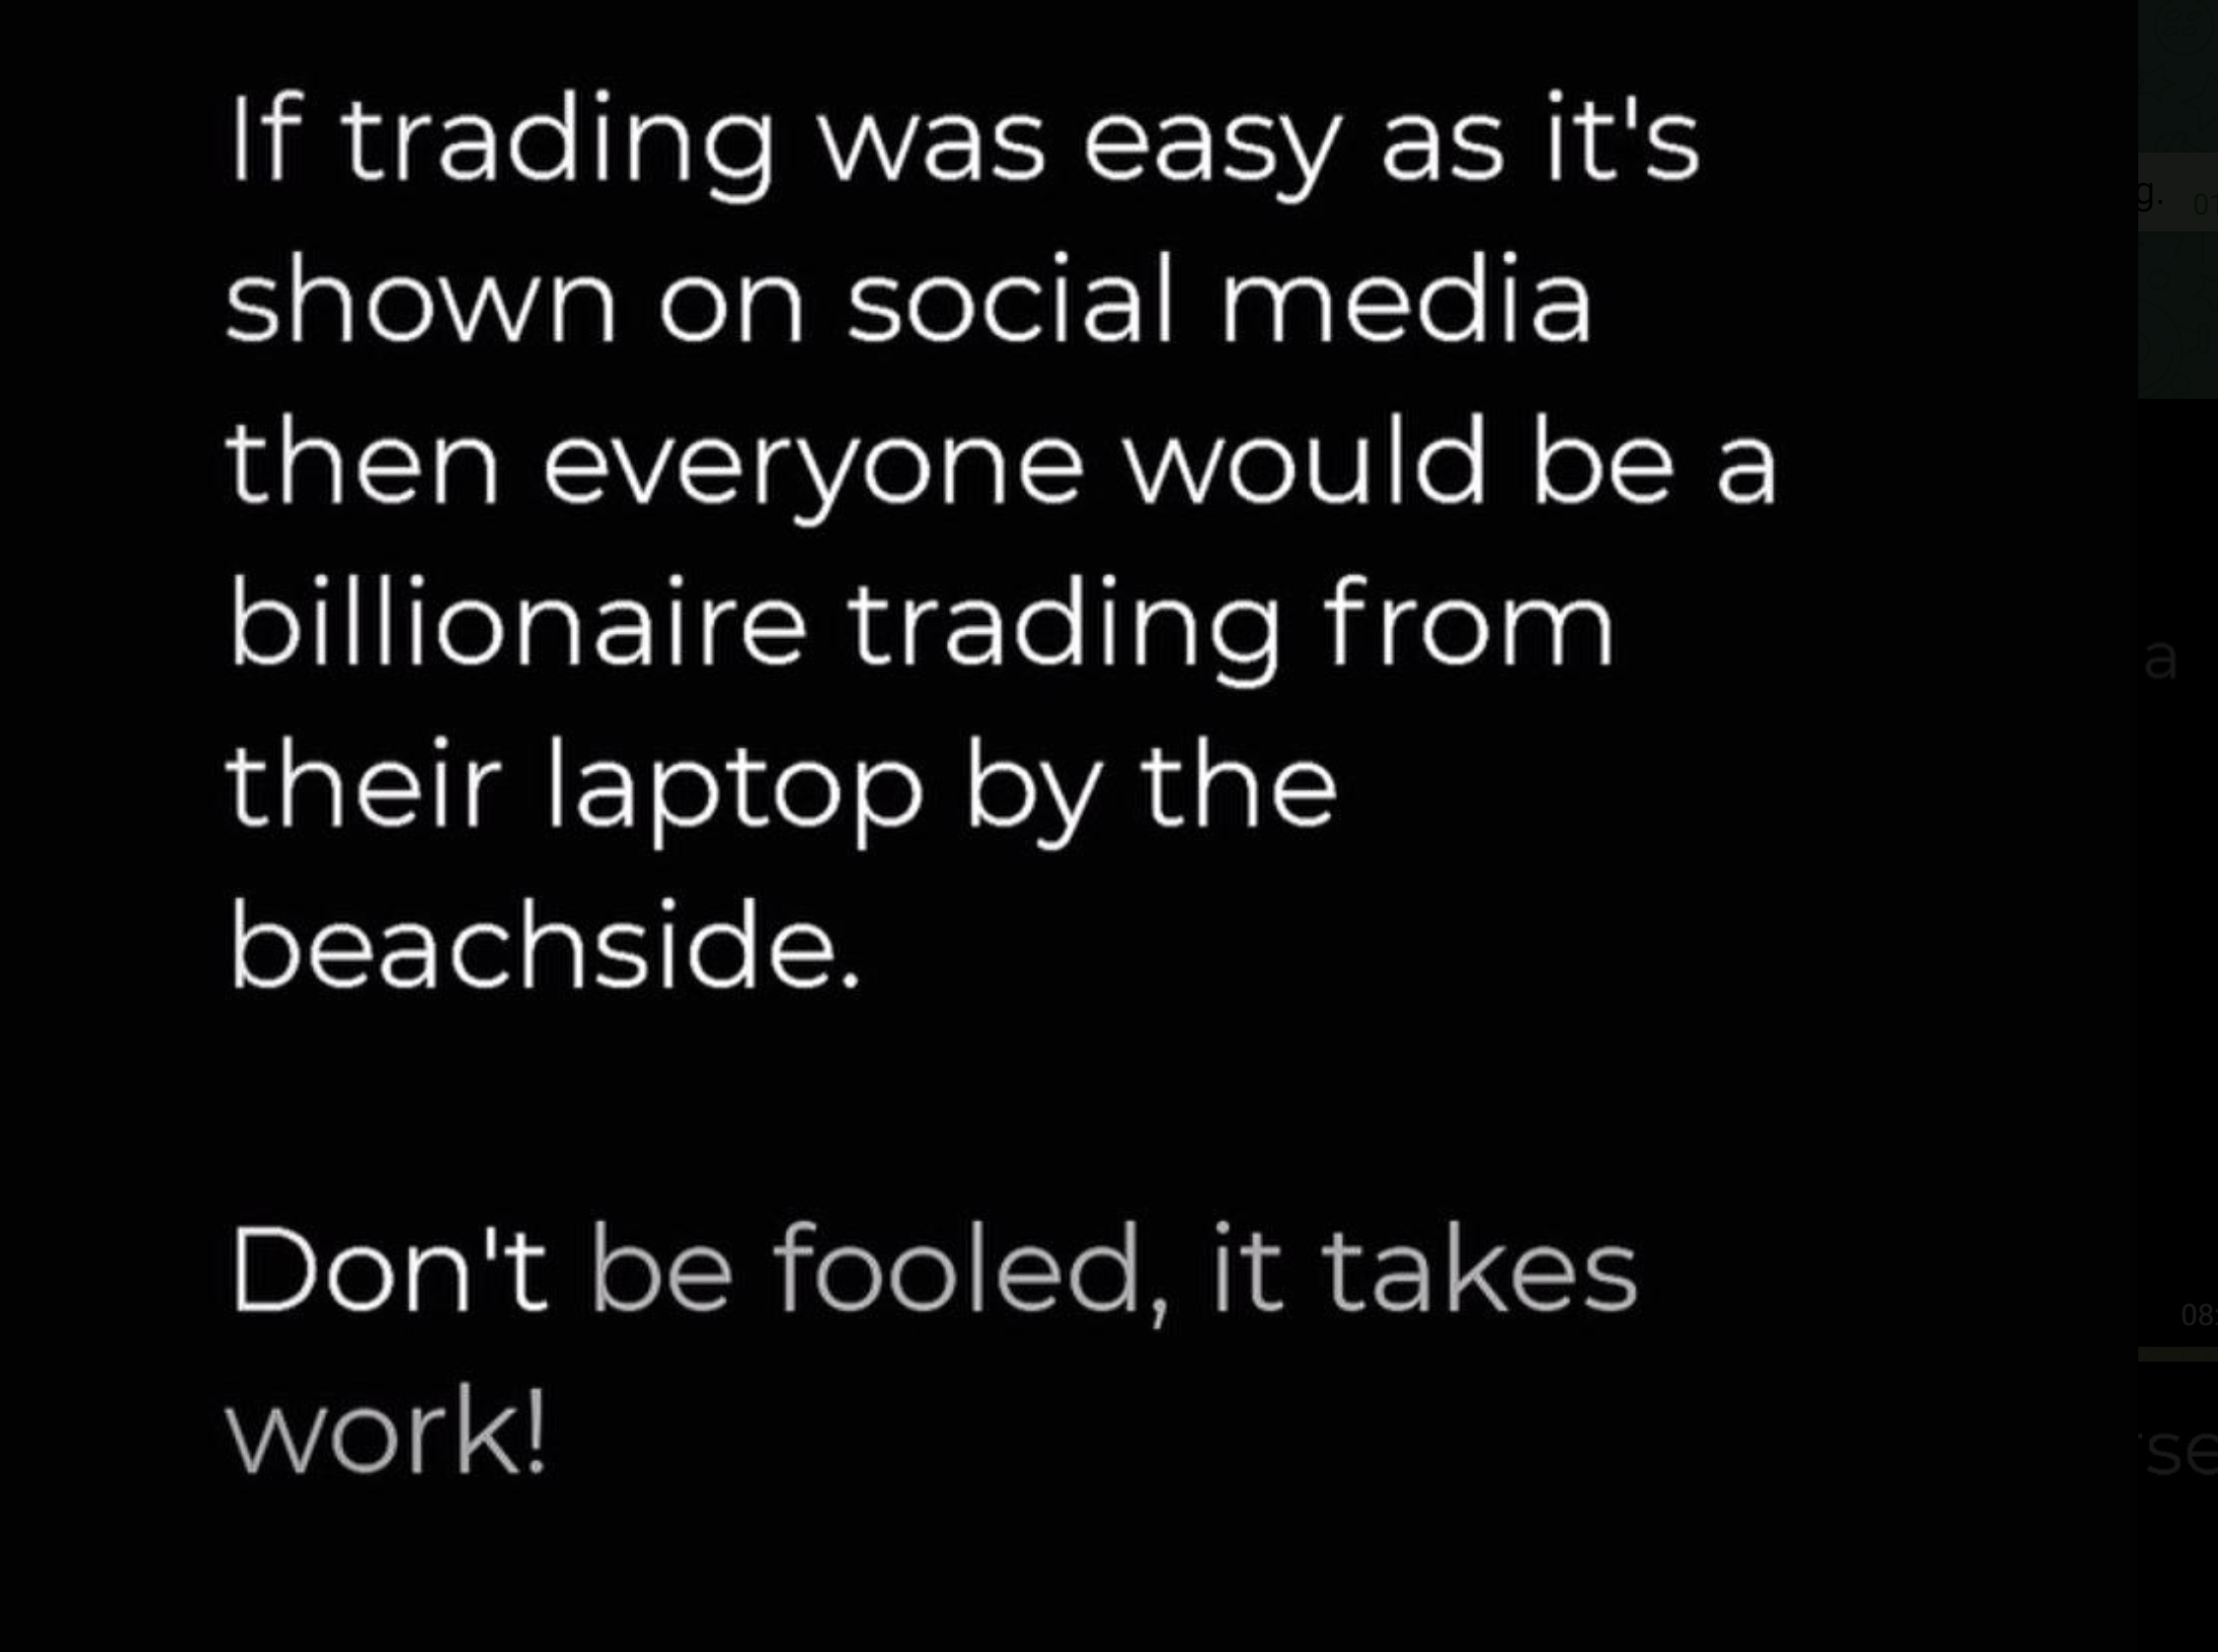 If trading was easy as it's
shown on social media
then everyone would be a
billionaire trading from
their laptop by the
beachside.
Don't be fooled, it takes
work!
g.
a
08: